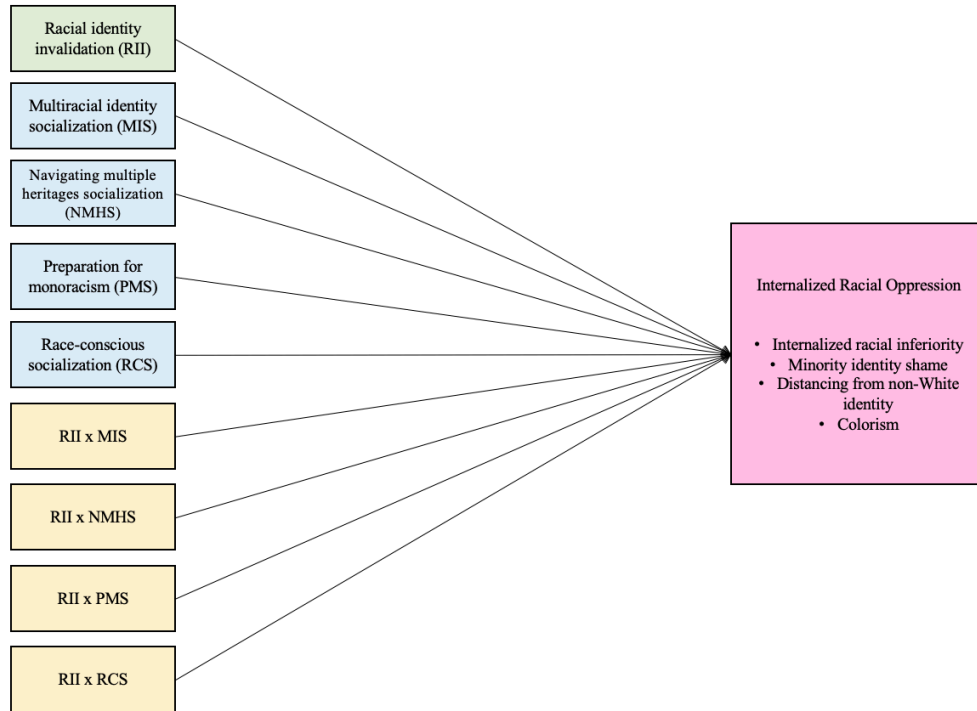 Racial identity
invalidation (RII)
Multiracial identity
socialization (MIS)
Navigating multiple
heritages socialization
(NMHS)
Preparation for
monoracism (PMS)
Race-conscious
socialization (RCS)
RII x MIS
RII x NMHS
RII x PMS
RII x RCS
Internalized Racial Oppression
• Internalized racial inferiority
• Minority identity shame
• Distancing from non-White
identity
• Colorism